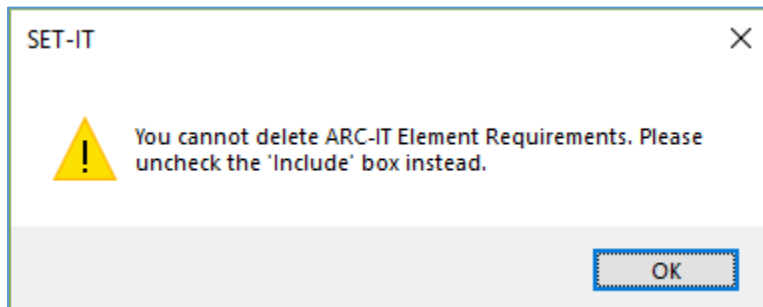 SET-IT
You cannot delete ARC-IT Element Requirements. Please
uncheck the 'Include' box instead.
OK